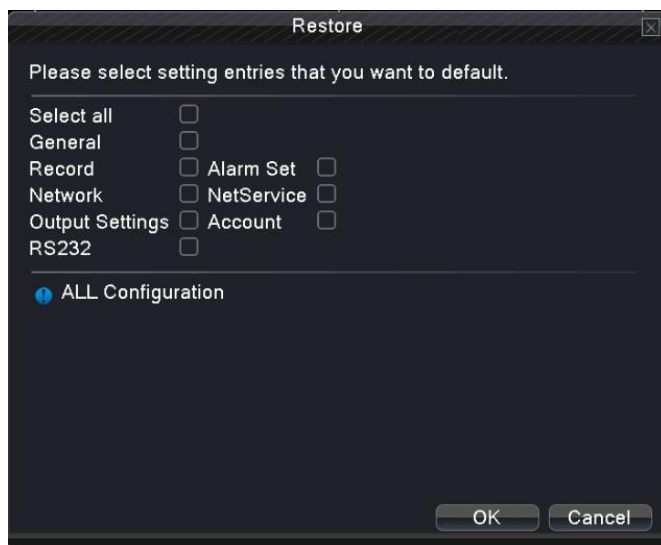 Restore
Please select setting entries that you want to default.
Select all
General
Record Alarm Set
Network NetService
Output Settings Account
RS232
ALL Configuration
OK Cancel